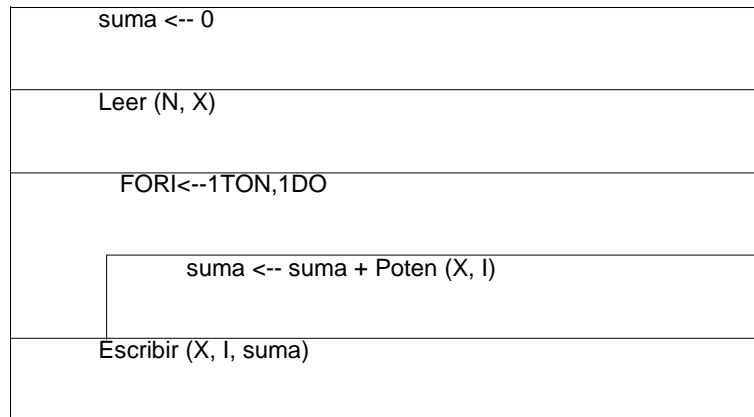 suma <-- 0
Leer (N, X)
FORI<--1TON,1DO
suma <-- suma + Poten (X, I)
Escribir (X, I, suma)